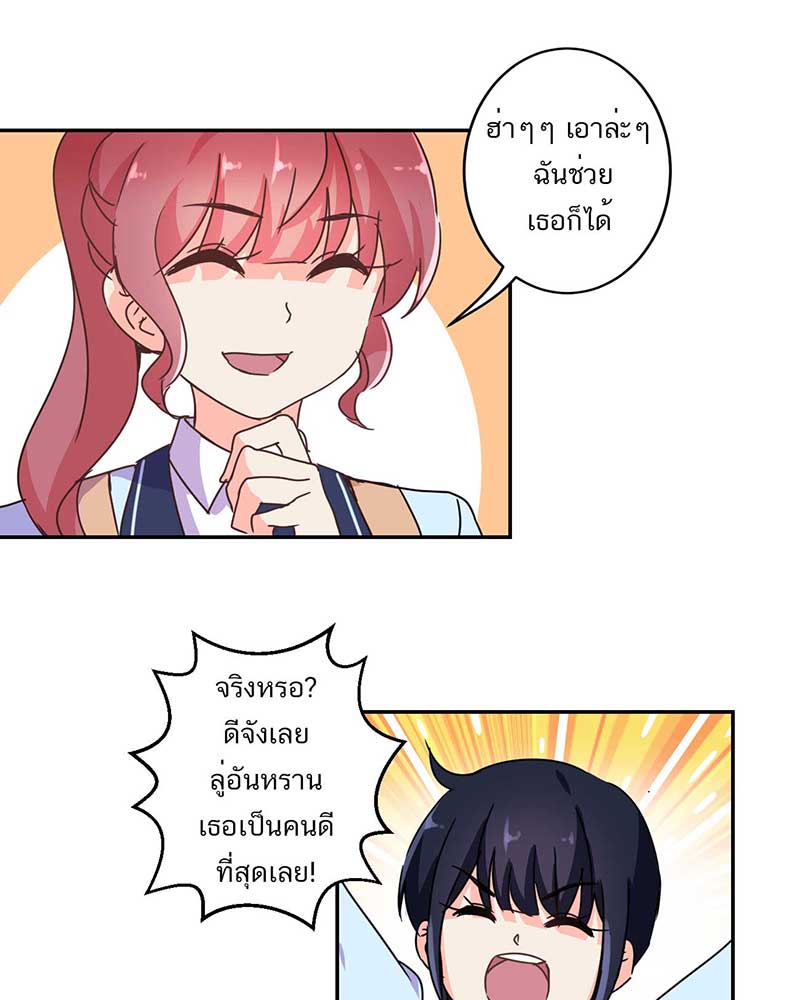 ฮ่าๆๆ เอาล่ะๆ
ฉันช่วย
เธอก็ได้
จริงหรอ?
ดีจังเลย
ลู่อันหราน
เธอเป็นคนดี
ที่สุดเลย!